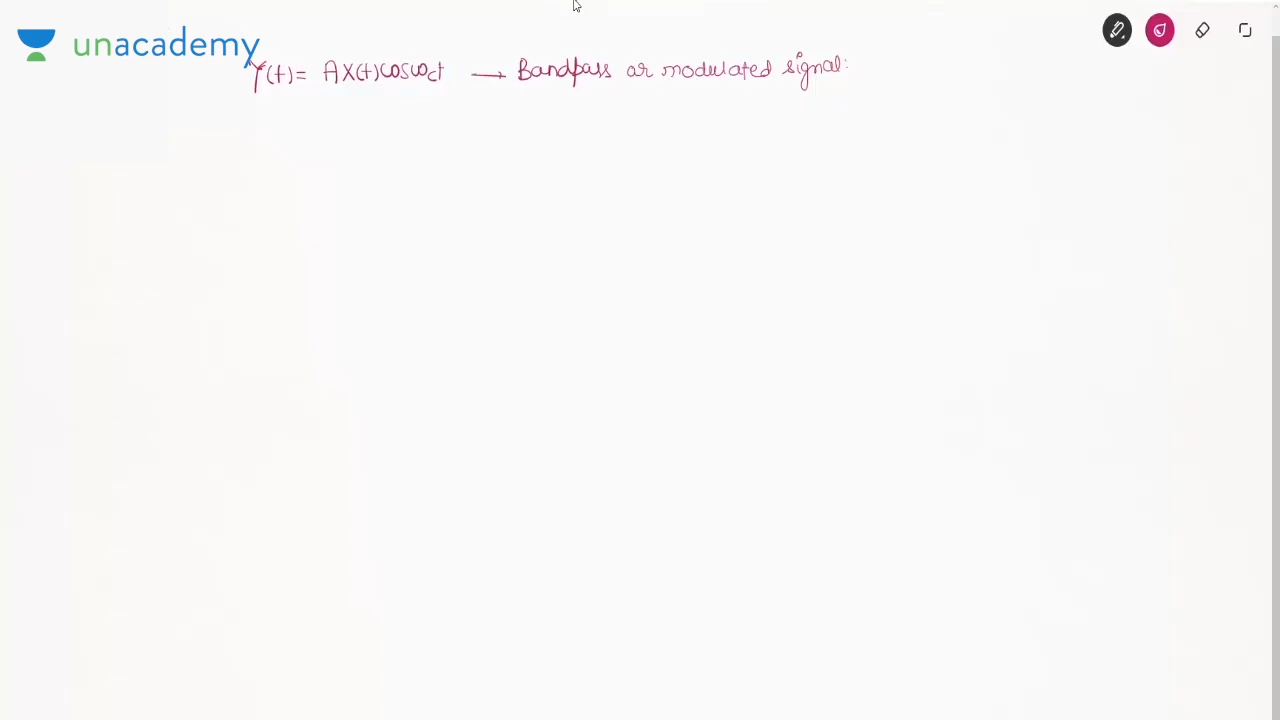 unacademy
Y(t) = AX(t)cosωct → Bandpass or modulated signal: